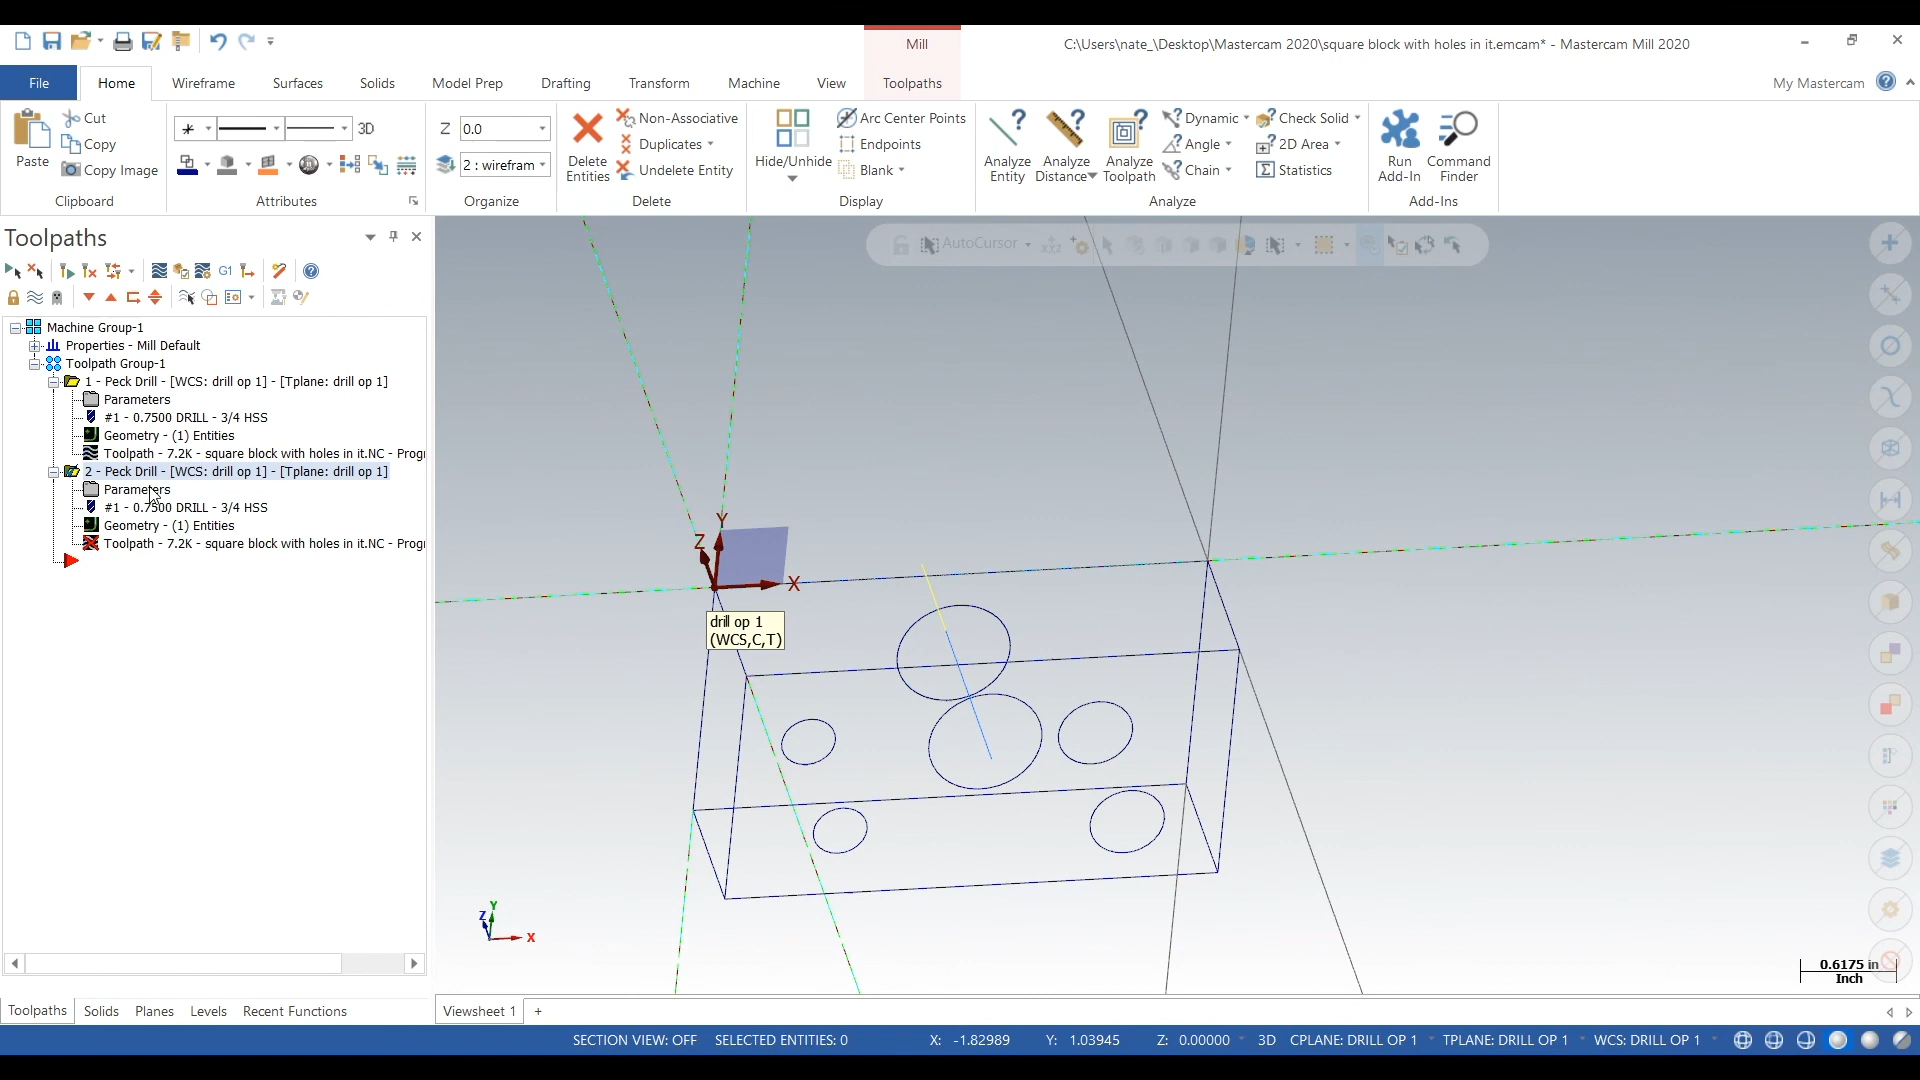 Mill
C:\Users\nate_\Desktop\Mastercam 2020\square block with holes in it.emcam* - Mastercam Mill 2020
File Home Wireframe Surfaces Solids Model Prep Drafting Transform Machine View Toolpaths My Mastercam
Cut Copy Copy Image Paste
Clipboard
3D
Attributes
Z 0.0
2 : wirefram
Organize
Delete Entities
Non-Associative
Duplicates
Undelete Entity
Delete
Hide/Unhide
Arc Center Points
Endpoints
Blank
Display
Analyze Entity
Analyze Distance
Analyze Toolpath
Dynamic
Angle
Chain
Check Solid
2D Area
Statistics
Analyze
Run Add-In
Command Finder
Add-Ins
Toolpaths
G1
AutoCursor
Machine Group-1
Properties - Mill Default
Toolpath Group-1
1 - Peck Drill - [WCS: drill op 1] - [Tplane: drill op 1]
Parameters
#1 - 0.7500 DRILL - 3/4 HSS
Geometry - (1) Entities
Toolpath - 7.2K - square block with holes in it.NC - Progr
2 - Peck Drill - [WCS: drill op 1] - [Tplane: drill op 1]
Parameters
#1 - 0.7500 DRILL - 3/4 HSS
Geometry - (1) Entities
Toolpath - 7.2K - square block with holes in it.NC - Progr
Y
Z
X
drill op 1
(WCS,C,T)
Y
Z
X
0.6175 in
Inch
Toolpaths Solids Planes Levels Recent Functions
Viewsheet 1 +
SECTION VIEW: OFF SELECTED ENTITIES: 0 X: -1.82989 Y: 1.03945 Z: 0.00000 3D CPLANE: DRILL OP 1 TPLANE: DRILL OP 1 WCS: DRILL OP 1